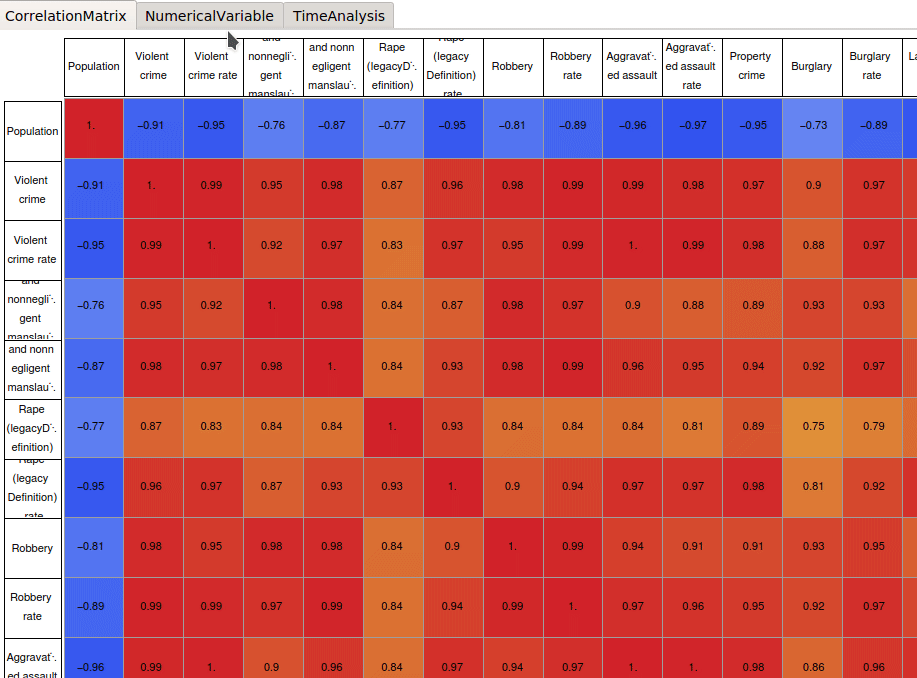 CorrelationMatrix NumericalVariable TimeAnalysis
Population Violent crime Violent crime rate and nonnegli·. gent manslau·. and nonn egligent manslau·. Rape (legacyD·. efinition) Rape (legacy Definition) rate Robbery Robbery rate Aggravat·. ed assault Aggravat·. ed assault rate Property crime Burglary Burglary rate La
Population 1. −0.91 −0.95 −0.76 −0.87 −0.77 −0.95 −0.81 −0.89 −0.96 −0.97 −0.95 −0.73 −0.89
Violent crime −0.91 1. 0.99 0.95 0.98 0.87 0.96 0.98 0.99 0.99 0.98 0.97 0.9 0.97
Violent crime rate −0.95 0.99 1. 0.92 0.97 0.83 0.97 0.95 0.99 1. 0.99 0.98 0.88 0.97
and nonnegli·. gent manslau·. −0.76 0.95 0.92 1. 0.98 0.84 0.87 0.98 0.97 0.9 0.88 0.89 0.93 0.93
and nonn egligent manslau·. −0.87 0.98 0.97 0.98 1. 0.84 0.93 0.98 0.99 0.96 0.95 0.94 0.92 0.97
Rape (legacyD·. efinition) −0.77 0.87 0.83 0.84 0.84 1. 0.93 0.84 0.84 0.84 0.81 0.89 0.75 0.79
Rape (legacy Definition) rate −0.95 0.96 0.97 0.87 0.93 0.93 1. 0.9 0.94 0.97 0.97 0.98 0.81 0.92
Robbery −0.81 0.98 0.95 0.98 0.98 0.84 0.9 1. 0.99 0.94 0.91 0.91 0.93 0.95
Robbery rate −0.89 0.99 0.99 0.97 0.99 0.84 0.94 0.99 1. 0.97 0.96 0.95 0.92 0.97
Aggravat·. ed assault −0.96 0.99 1. 0.9 0.96 0.84 0.97 0.94 0.97 1. 1. 0.98 0.86 0.96